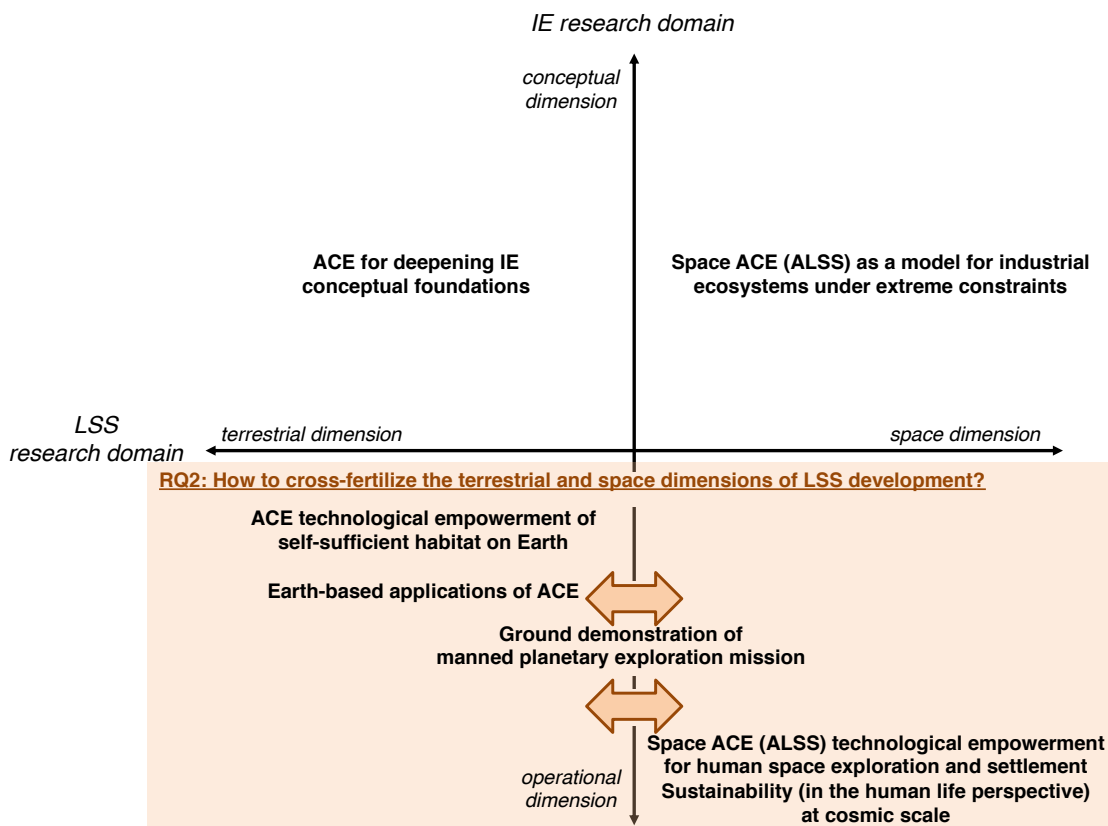 IE research domain
conceptual
dimension
ACE for deepening IE
conceptual foundations
Space ACE (ALSS) as a model for industrial
ecosystems under extreme constraints
LSS
research domain
terrestrial dimension
space dimension
RQ2: How to cross-fertilize the terrestrial and space dimensions of LSS development?
ACE technological empowerment of
self-sufficient habitat on Earth
Earth-based applications of ACE
Ground demonstration of
manned planetary exploration mission
Space ACE (ALSS) technological empowerment
for human space exploration and settlement
Sustainability (in the human life perspective)
at cosmic scale
operational
dimension